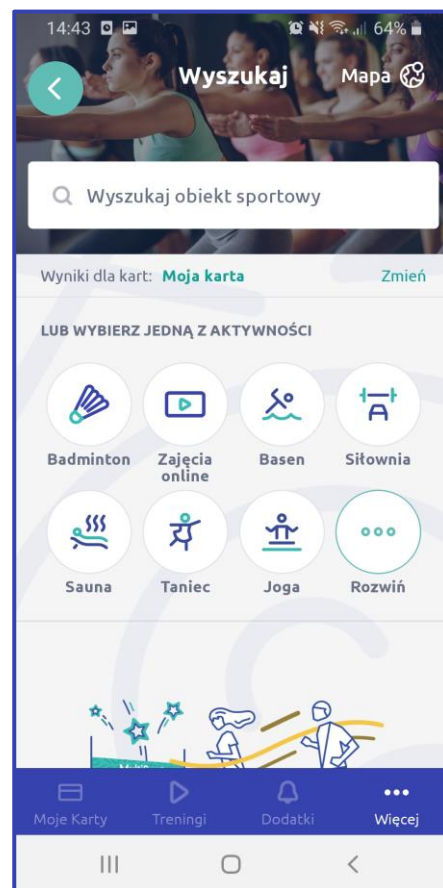 14:43 64%
Wyszukaj Mapa
Wyszukaj obiekt sportowy
Wyniki dla kart: Moja karta Zmień
LUB WYBIERZ JEDNĄ Z AKTYWNOŚCI
Badminton Zajęcia online Basen Siłownia
Sauna Taniec Joga Rozwiń
Moje Karty Treningi Dodatki Więcej